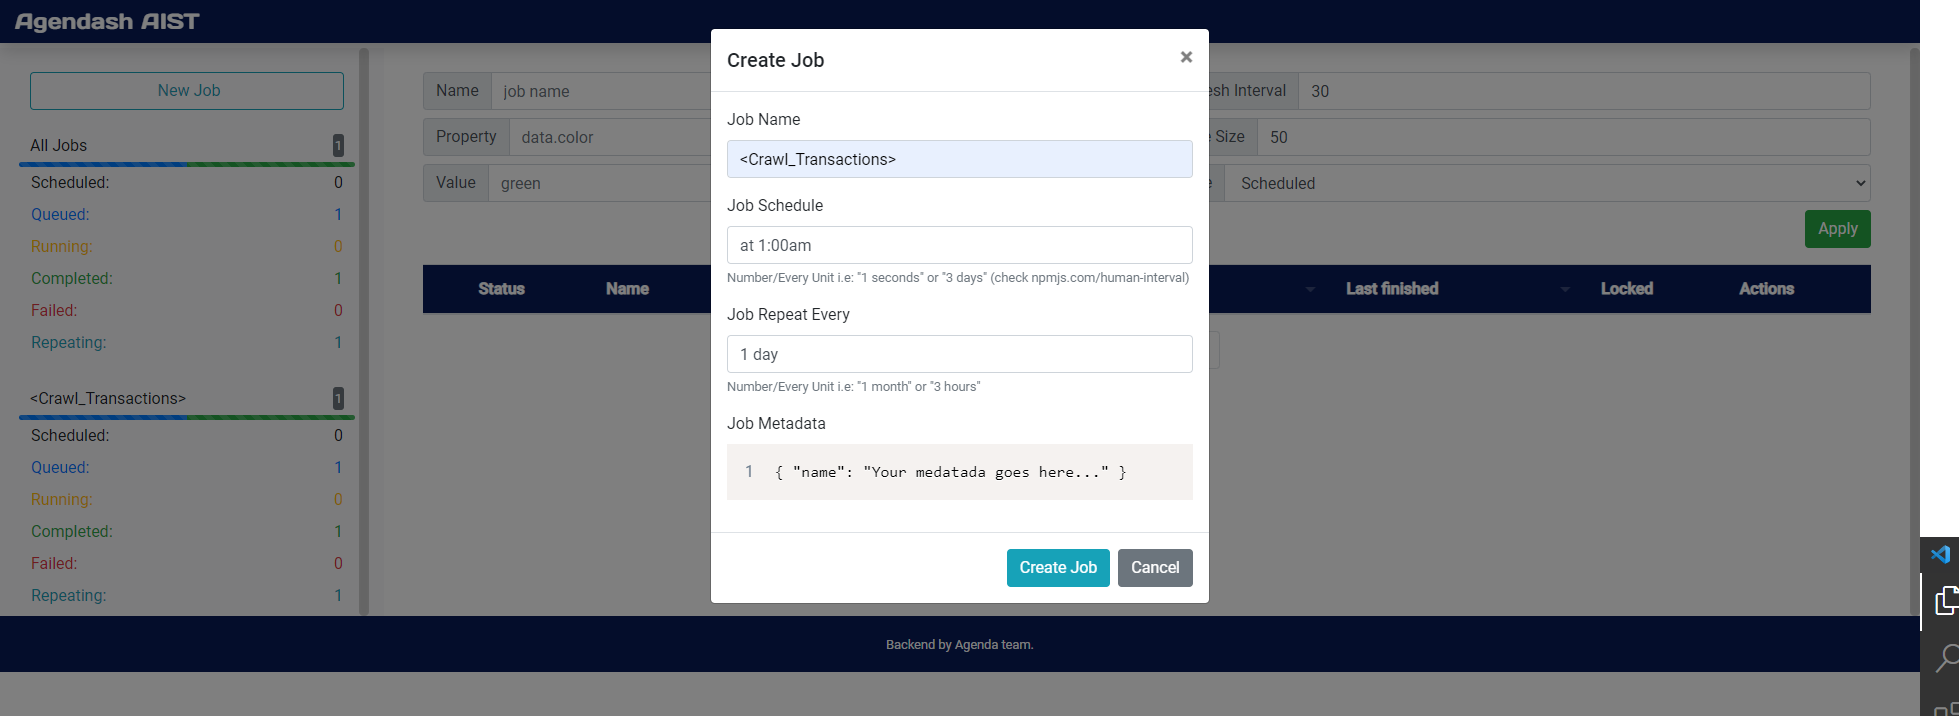 Agendash AIST
New Job
All Jobs 1
Scheduled: 0
Queued: 1
Running: 0
Completed: 1
Failed: 0
Repeating: 1
<Crawl_Transactions> 1
Scheduled: 0
Queued: 1
Running: 0
Completed: 1
Failed: 0
Repeating: 1
Name job name
Property data.color
Value green
esh Interval 30
e Size 50
e Scheduled
Apply
Status Name Last finished Locked Actions
Create Job ×
Job Name
<Crawl_Transactions>
Job Schedule
at 1:00am
Number/Every Unit i.e: "1 seconds" or "3 days" (check npmjs.com/human-interval)
Job Repeat Every
1 day
Number/Every Unit i.e: "1 month" or "3 hours"
Job Metadata
1 { "name": "Your medatada goes here..." }
Create Job Cancel
Backend by Agenda team.